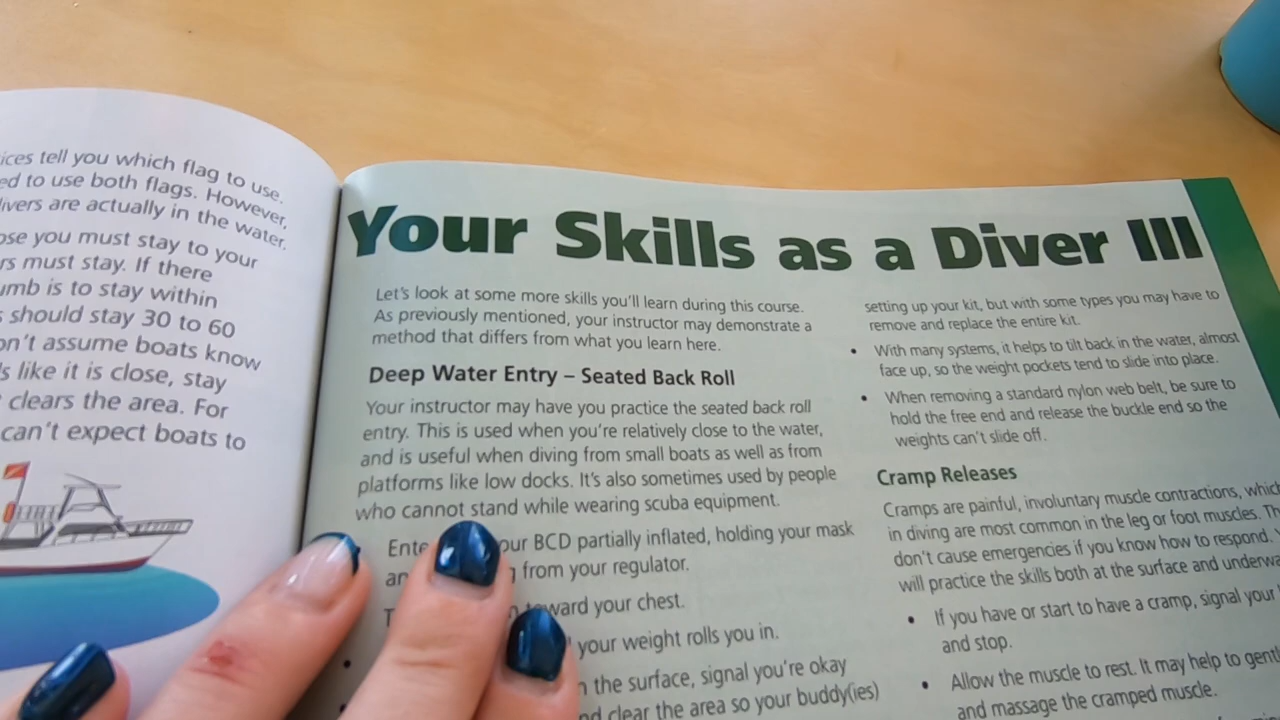 ices tell you which flag to use.
ed to use both flags. However,
ivers are actually in the water.
ose you must stay to your
rs must stay. If there
umb is to stay within
s should stay 30 to 60
on't assume boats know
ls like it is close, stay
clears the area. For
can't expect boats to
Your Skills as a Diver III
Let's look at some more skills you'll learn during this course.
As previously mentioned, your instructor may demonstrate a
method that differs from what you learn here.
Deep Water Entry – Seated Back Roll
Your instructor may have you practice the seated back roll
entry. This is used when you're relatively close to the water,
and is useful when diving from small boats as well as from
platforms like low docks. It's also sometimes used by people
who cannot stand while wearing scuba equipment.
Ente our BCD partially inflated, holding your mask
an from your regulator.
toward your chest.
your weight rolls you in.
the surface, signal you're okay
nd clear the area so your buddy(ies)
setting up your kit, but with some types you may have to
remove and replace the entire kit.
• With many systems, it helps to tilt back in the water, almost
face up, so the weight pockets tend to slide into place.
• When removing a standard nylon web belt, be sure to
hold the free end and release the buckle end so the
weights can't slide off.
Cramp Releases
Cramps are painful, involuntary muscle contractions, which
in diving are most common in the leg or foot muscles. Th
don't cause emergencies if you know how to respond.
will practice the skills both at the surface and underwa
• If you have or start to have a cramp, signal your
and stop.
• Allow the muscle to rest. It may help to gentl
and massage the cramped muscle.